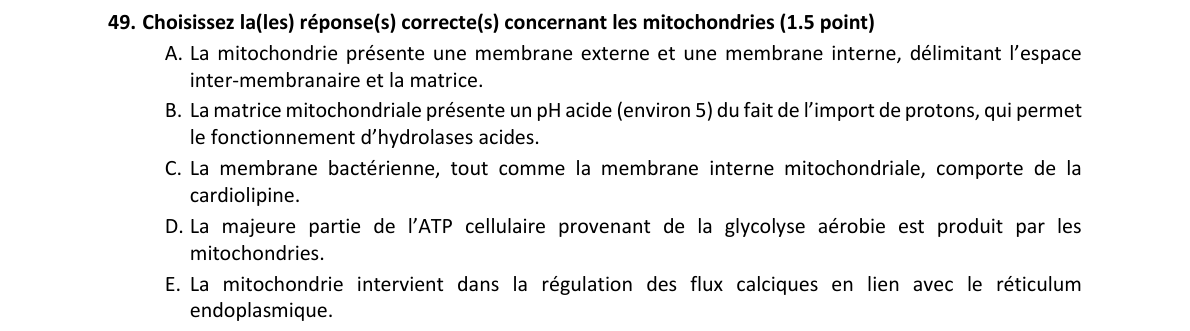 49. Choisissez la(les) réponse(s) correcte(s) concernant les mitochondries (1.5 point)
A. La mitochondrie présente une membrane externe et une membrane interne, délimitant l’espace
inter-membranaire et la matrice.
B. La matrice mitochondriale présente un pH acide (environ 5) du fait de l’import de protons, qui permet
le fonctionnement d’hydrolases acides.
C. La membrane bactérienne, tout comme la membrane interne mitochondriale, comporte de la
cardiolipine.
D. La majeure partie de l’ATP cellulaire provenant de la glycolyse aérobie est produit par les
mitochondries.
E. La mitochondrie intervient dans la régulation des flux calciques en lien avec le réticulum
endoplasmique.